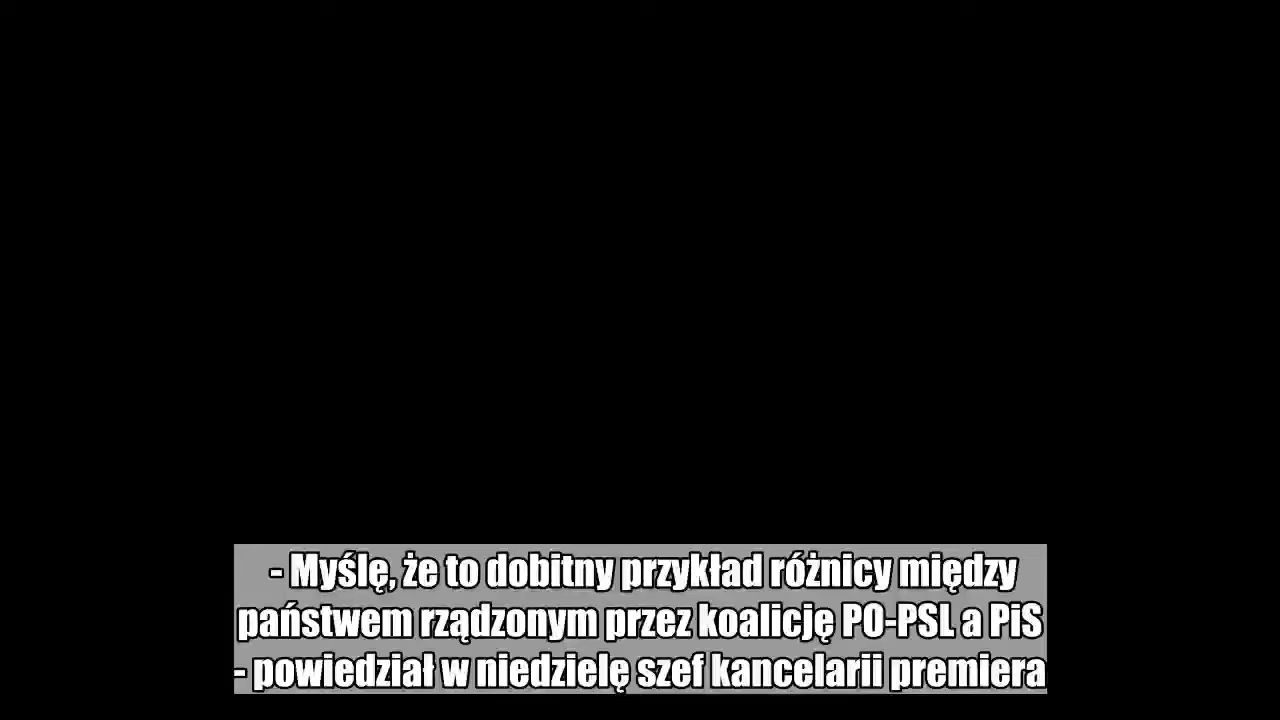 - Myślę, że to dobitny przykład różnicy między
państwem rządzonym przez koalicję PO-PSL a PiS
- powiedział w niedzielę szef kancelarii premiera